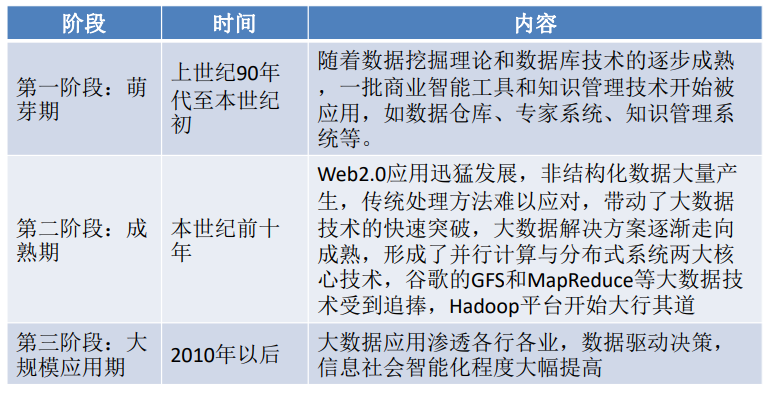 阶段 时间 内容
第一阶段：萌
芽期
上世纪90年
代至本世纪
初
随着数据挖掘理论和数据库技术的逐步成熟
，一批商业智能工具和知识管理技术开始被
应用，如数据仓库、专家系统、知识管理系
统等。
第二阶段：成
熟期
本世纪前十
年
Web2.0应用迅猛发展，非结构化数据大量产
生，传统处理方法难以应对，带动了大数据
技术的快速突破，大数据解决方案逐渐走向
成熟，形成了并行计算与分布式系统两大核
心技术，谷歌的GFS和MapReduce等大数据技
术受到追捧，Hadoop平台开始大行其道
第三阶段：大
规模应用期
2010年以后
大数据应用渗透各行各业，数据驱动决策，
信息社会智能化程度大幅提高